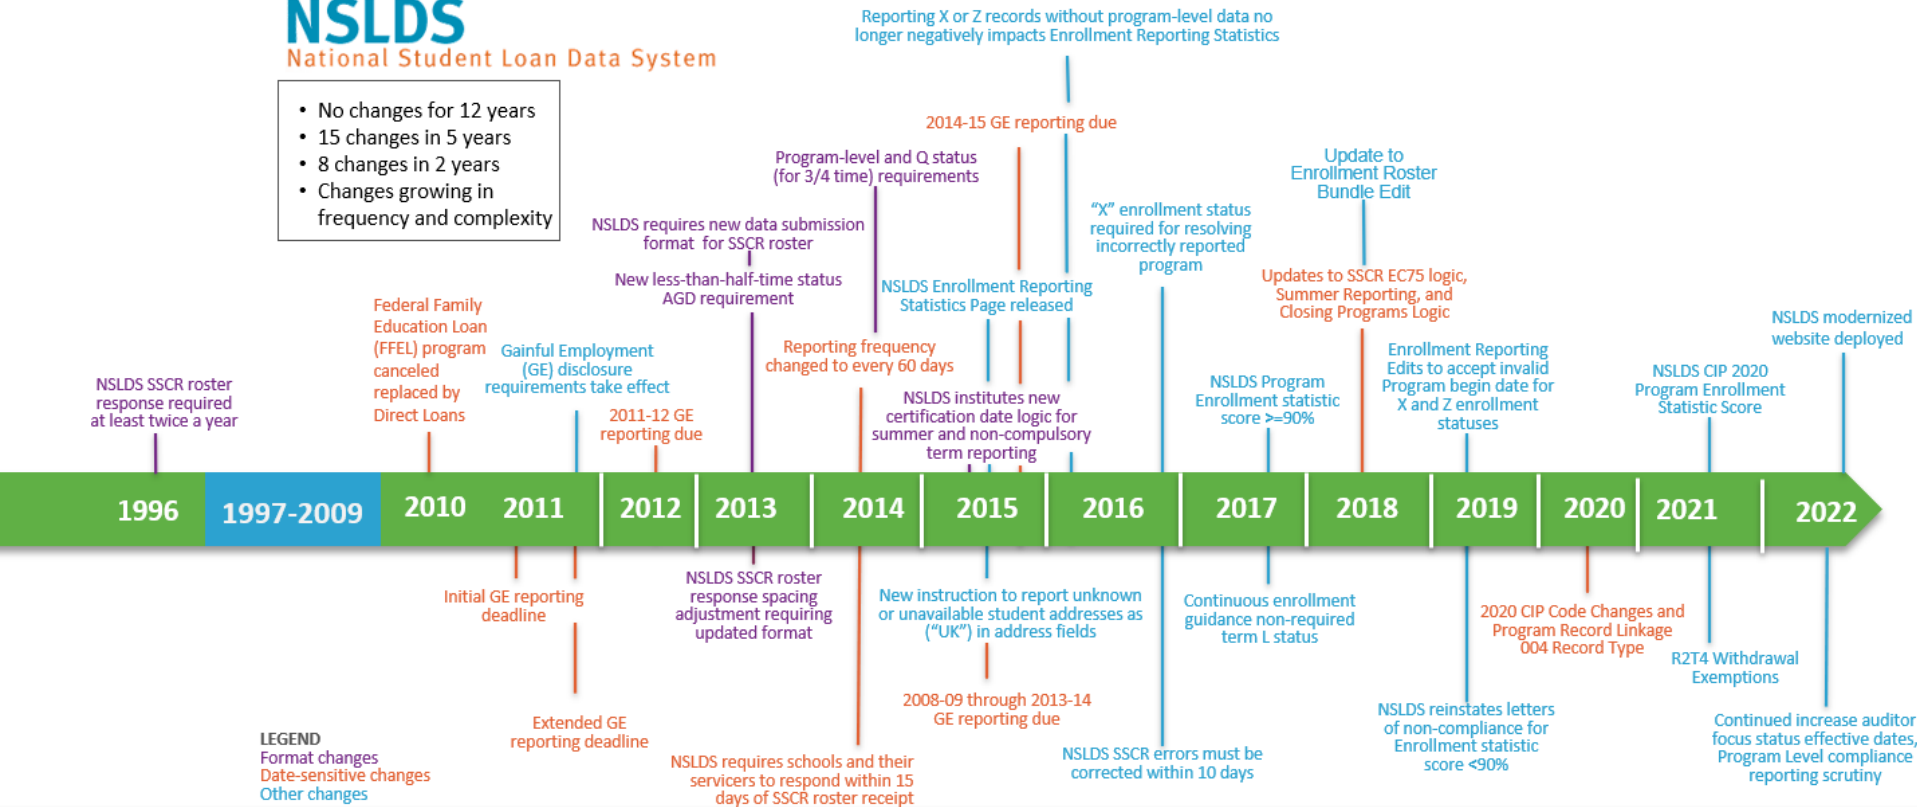 NSLDS
National Student Loan Data System
• No changes for 12 years
• 15 changes in 5 years
• 8 changes in 2 years
• Changes growing in
frequency and complexity
Reporting X or Z records without program-level data no
longer negatively impacts Enrollment Reporting Statistics
2014-15 GE reporting due
Program-level and Q status
(for 3/4 time) requirements
NSLDS requires new data submission
format for SSCR roster
New less-than-half-time status
AGD requirement
NSLDS Enrollment Reporting
Statistics Page released
"X" enrollment status
required for resolving
incorrectly reported
program
Update to
Enrollment Roster
Bundle Edit
Updates to SSCR EC75 logic,
Summer Reporting, and
Closing Programs Logic
NSLDS SSCR roster
response required
at least twice a year
Federal Family
Education Loan
(FFEL) program
canceled
replaced by
Direct Loans
Gainful Employment
(GE) disclosure
requirements take effect
2011-12 GE
reporting due
Reporting frequency
changed to every 60 days
NSLDS institutes new
certification date logic for
summer and non-compulsory
term reporting
NSLDS Program
Enrollment statistic
score >=90%
Enrollment Reporting
Edits to accept invalid
Program begin date for
X and Z enrollment
statuses
NSLDS CIP 2020
Program Enrollment
Statistic Score
NSLDS modernized
website deployed
1996
1997-2009
2010
2011
2012
2013
2014
2015
2016
2017
2018
2019
2020
2021
2022
Initial GE reporting
deadline
Extended GE
reporting deadline
NSLDS SSCR roster
response spacing
adjustment requiring
updated format
NSLDS requires schools and their
servicers to respond within 15
days of SSCR roster receipt
New instruction to report unknown
or unavailable student addresses as
("UK") in address fields
2008-09 through 2013-14
GE reporting due
NSLDS SSCR errors must be
corrected within 10 days
Continuous enrollment
guidance non-required
term L status
NSLDS reinstates letters
of non-compliance for
Enrollment statistic
score <90%
2020 CIP Code Changes and
Program Record Linkage
004 Record Type
R2T4 Withdrawal
Exemptions
Continued increase auditor
focus status effective dates,
Program Level compliance
reporting scrutiny
LEGEND
Format changes
Date-sensitive changes
Other changes